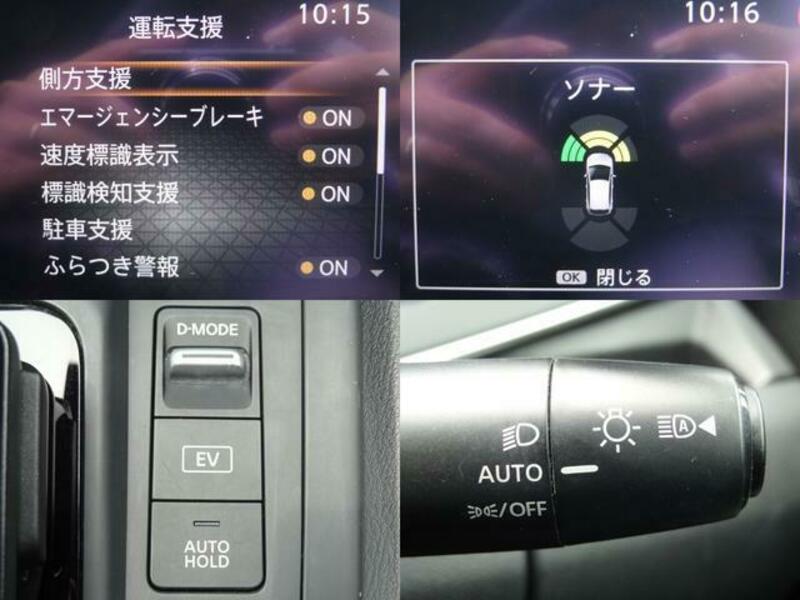 10:15
運転支援
側方支援
エマージェンシーブレーキ ON
速度標識表示 ON
標識検知支援 ON
駐車支援
ふらつき警報 ON
10:16
ソナー
OK 閉じる
D-MODE
EV
AUTO
HOLD
A
AUTO
/OFF